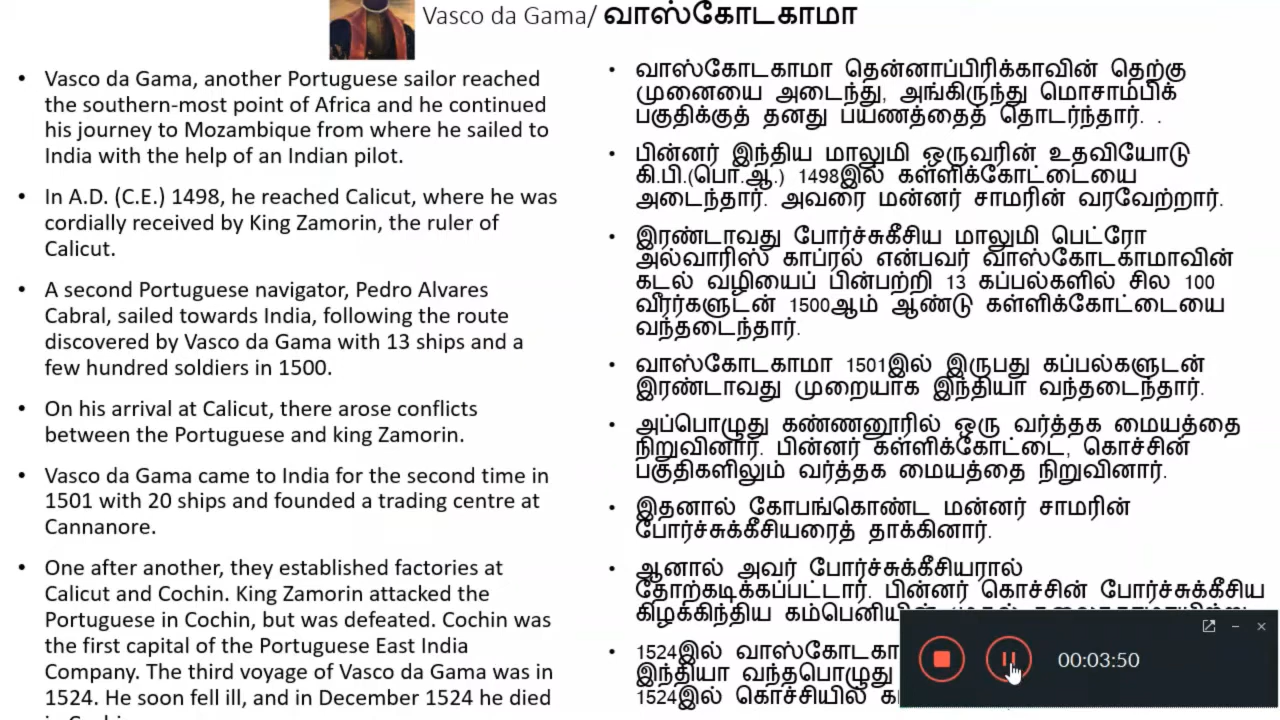 Vasco da Gama/ வாஸ்கோடகாமா
• Vasco da Gama, another Portuguese sailor reached
the southern-most point of Africa and he continued
his journey to Mozambique from where he sailed to
India with the help of an Indian pilot.
• In A.D. (C.E.) 1498, he reached Calicut, where he was
cordially received by King Zamorin, the ruler of
Calicut.
• A second Portuguese navigator, Pedro Alvares
Cabral, sailed towards India, following the route
discovered by Vasco da Gama with 13 ships and a
few hundred soldiers in 1500.
• On his arrival at Calicut, there arose conflicts
between the Portuguese and king Zamorin.
• Vasco da Gama came to India for the second time in
1501 with 20 ships and founded a trading centre at
Cannanore.
• One after another, they established factories at
Calicut and Cochin. King Zamorin attacked the
Portuguese in Cochin, but was defeated. Cochin was
the first capital of the Portuguese East India
Company. The third voyage of Vasco da Gama was in
1524. He soon fell ill, and in December 1524 he died
• வாஸ்கோடகாமா தென்னாப்பிரிக்காவின் தெற்கு
முனையை அடைந்து, அங்கிருந்து மொசாம்பிக்
பகுதிக்குத் தனது பயணத்தைத் தொடர்ந்தார். .
• பின்னர் இந்திய மாலுமி ஒருவரின் உதவியோடு
கி.பி.(பொ.ஆ.) 1498இல் கள்ளிக்கோட்டையை
அடைந்தார். அவரை மன்னர் சாமரின் வரவேற்றார்.
• இரண்டாவது போர்ச்சுகீசிய மாலுமி பெட்ரோ
அல்வாரிஸ் காப்ரல் என்பவர் வாஸ்கோடகாமாவின்
கடல் வழியைப் பின்பற்றி 13 கப்பல்களில் சில 100
வீரர்களுடன் 1500ஆம் ஆண்டு கள்ளிக்கோட்டையை
வந்தடைந்தார்.
• வாஸ்கோடகாமா 1501இல் இருபது கப்பல்களுடன்
இரண்டாவது முறையாக இந்தியா வந்தடைந்தார்.
• அப்பொழுது கண்ணனூரில் ஒரு வர்த்தக மையத்தை
நிறுவினார். பின்னர் கள்ளிக்கோட்டை, கொச்சின்
பகுதிகளிலும் வர்த்தக மையத்தை நிறுவினார்.
• இதனால் கோபங்கொண்ட மன்னர் சாமரின்
போர்ச்சுக்கீசியரைத் தாக்கினார்.
• ஆனால் அவர் போர்ச்சுக்கீசியரால்
தோற்கடிக்கப்பட்டார். பின்னர் கொச்சின் போர்ச்சுக்கீசிய
கிழக்கிந்திய
• 1524இல்
இந்தியா வந்தபொழுது
1524இல் கொச்சியில்
00:03:50